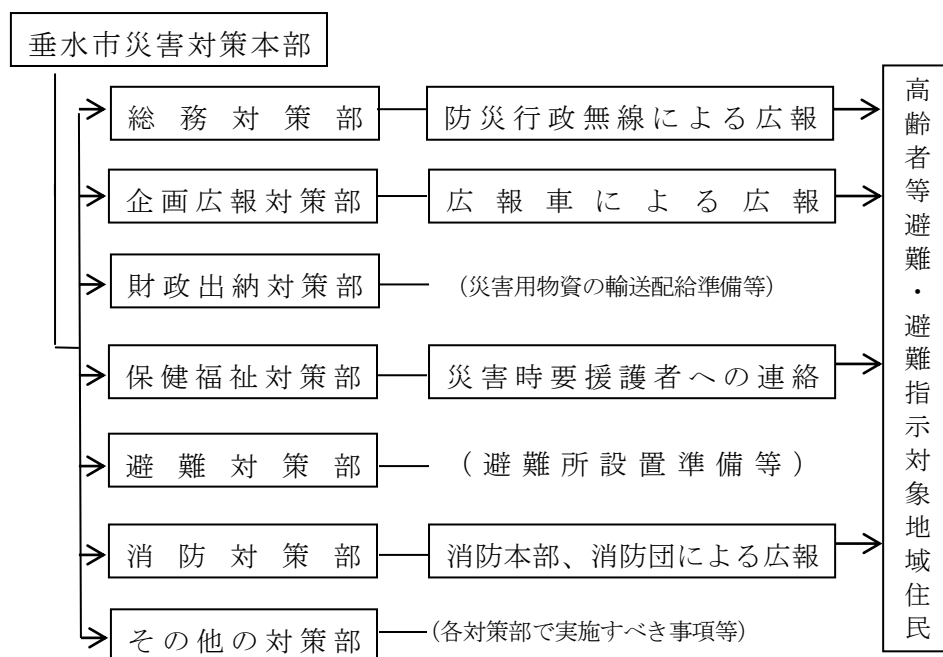 垂水市災害対策本部
総務対策部
防災行政無線による広報
企画広報対策部
広報車による広報
財政出納対策部
(災害用物資の輸送配給準備等)
保健福祉対策部
災害時要援護者への連絡
避難対策部
(避難所設置準備等)
消防対策部
消防本部、消防団による広報
その他の対策部
(各対策部で実施すべき事項等)
高齢者等避難・避難指示対象地域住民